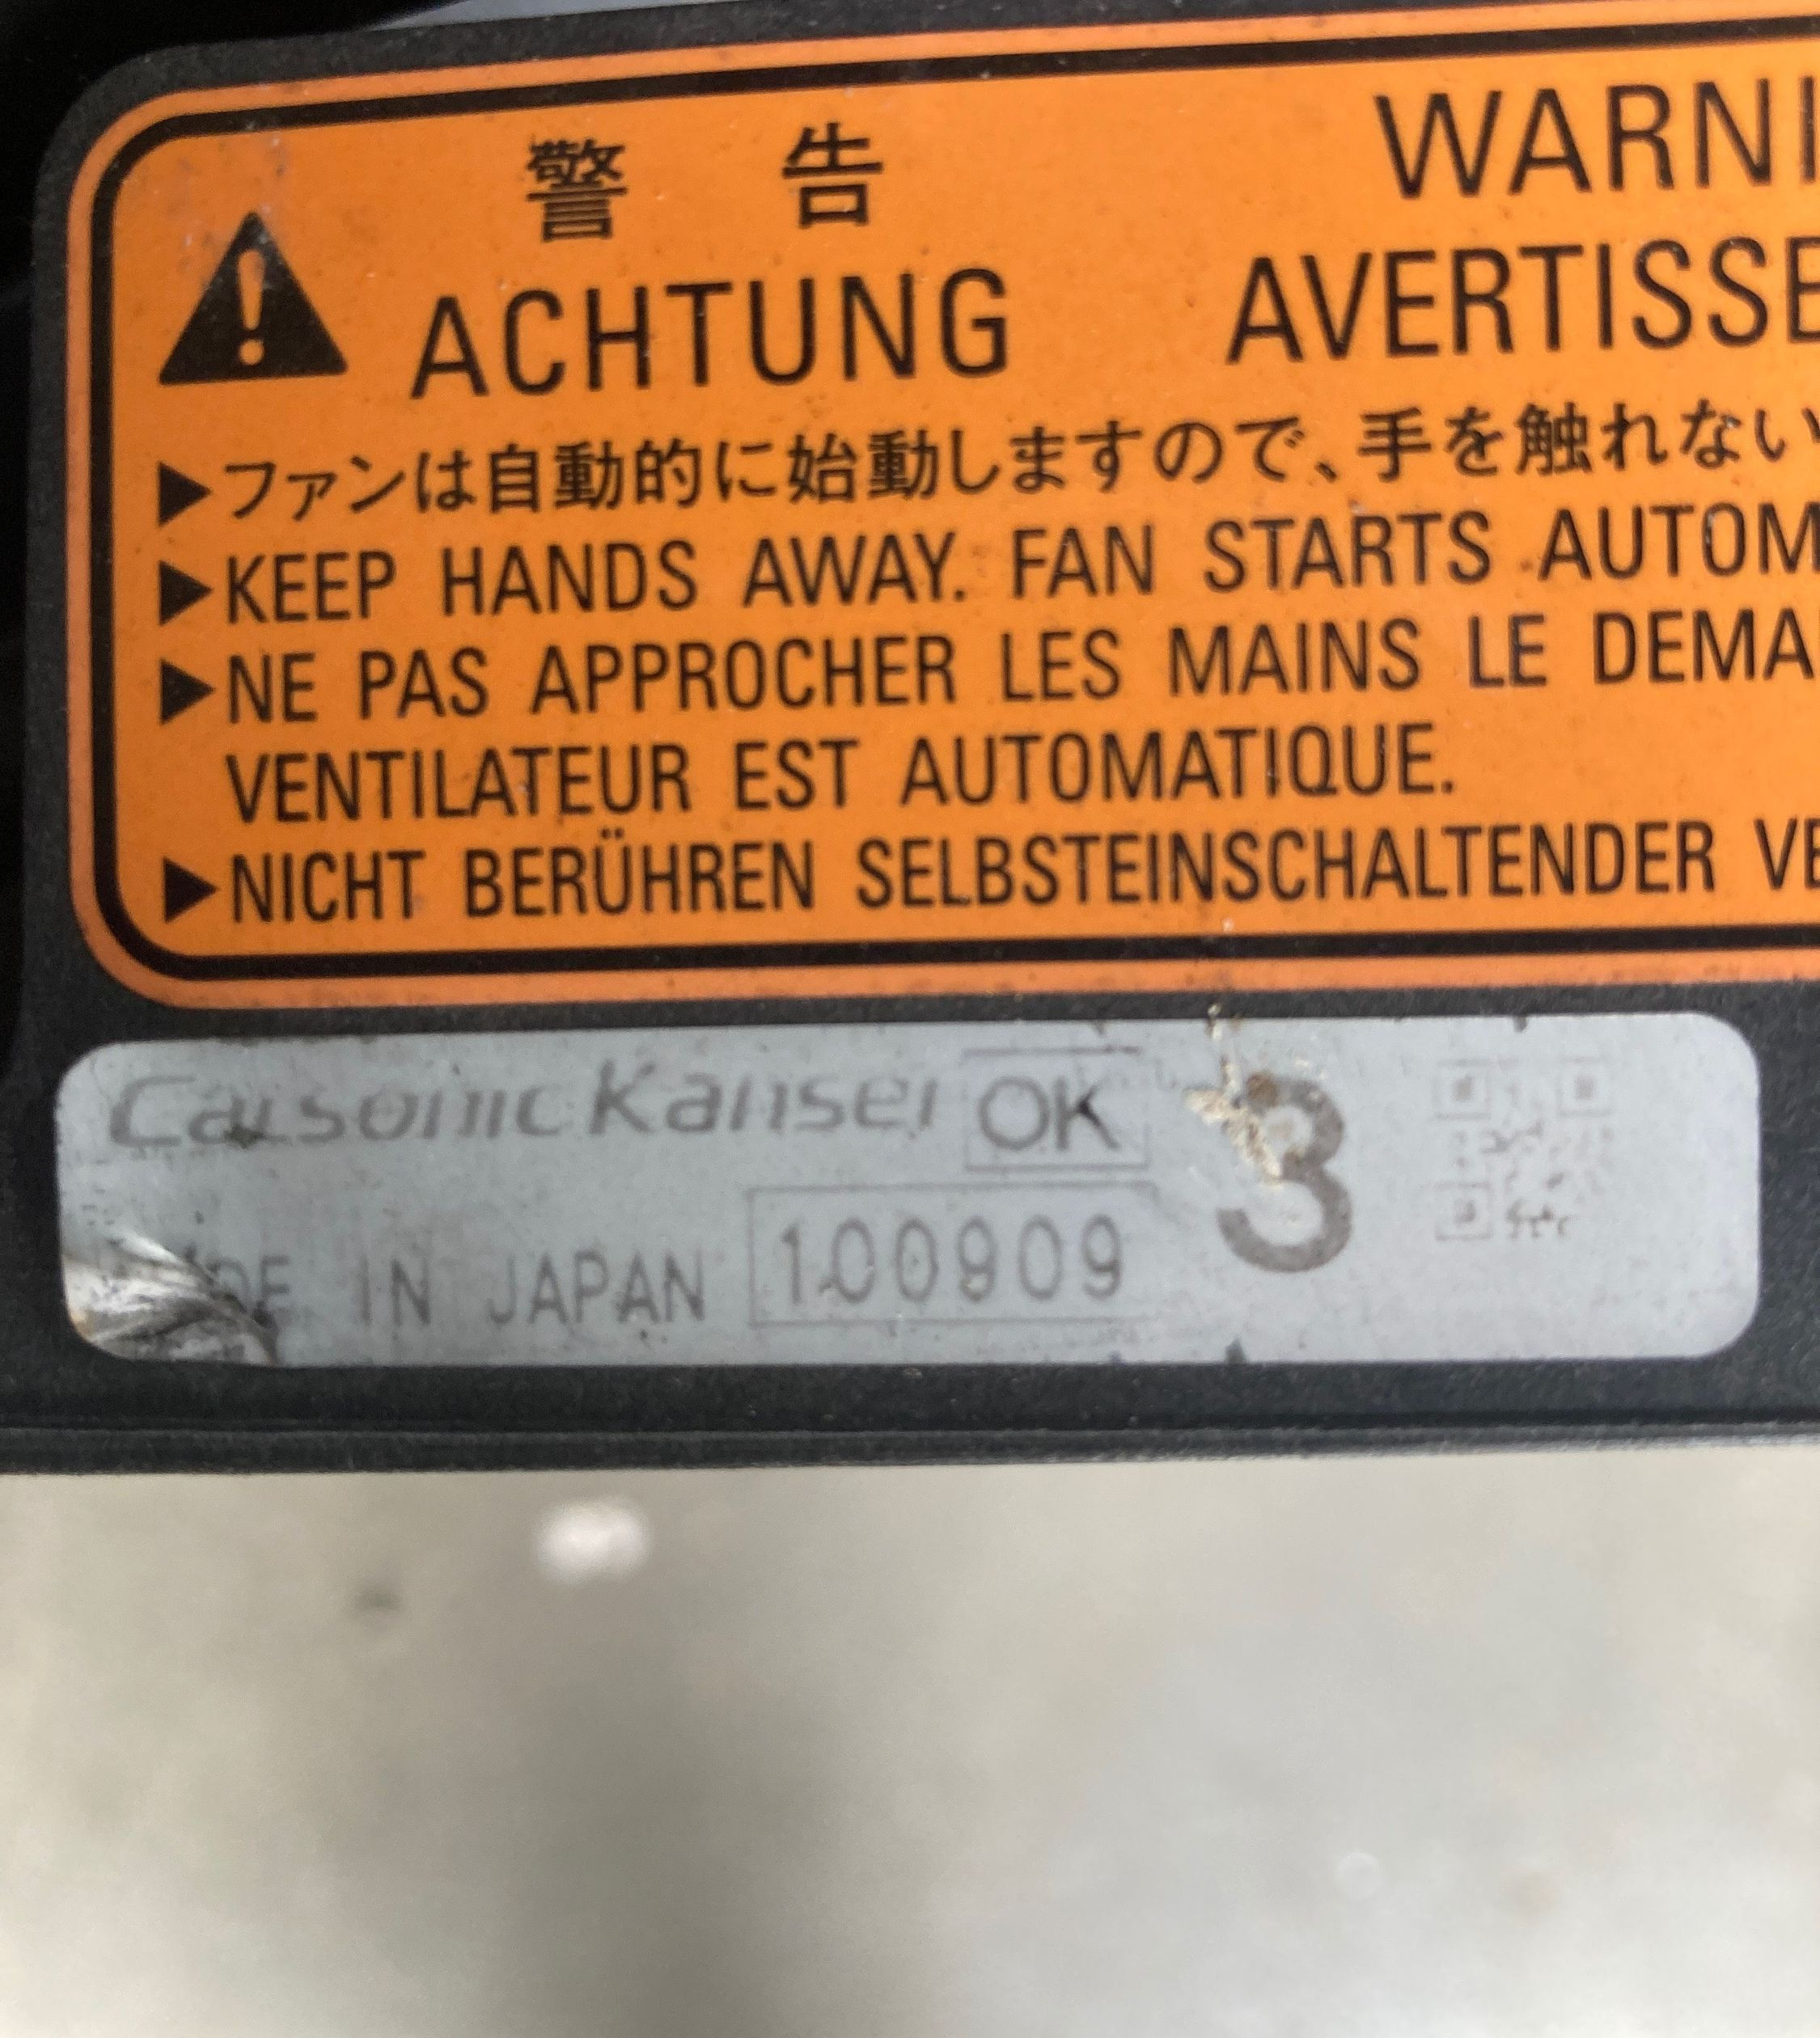 警告 WARNI
ACHTUNG AVERTISSE
▶ファンは自動的に始動しますので、手を触れない
▶KEEP HANDS AWAY. FAN STARTS AUTOM
▶NE PAS APPROCHER LES MAINS LE DEMA
VENTILATEUR EST AUTOMATIQUE.
▶NICHT BERÜHREN SELBSTEINSCHALTENDER VE
CalsonicKansei OK 3
DE IN JAPAN 100909